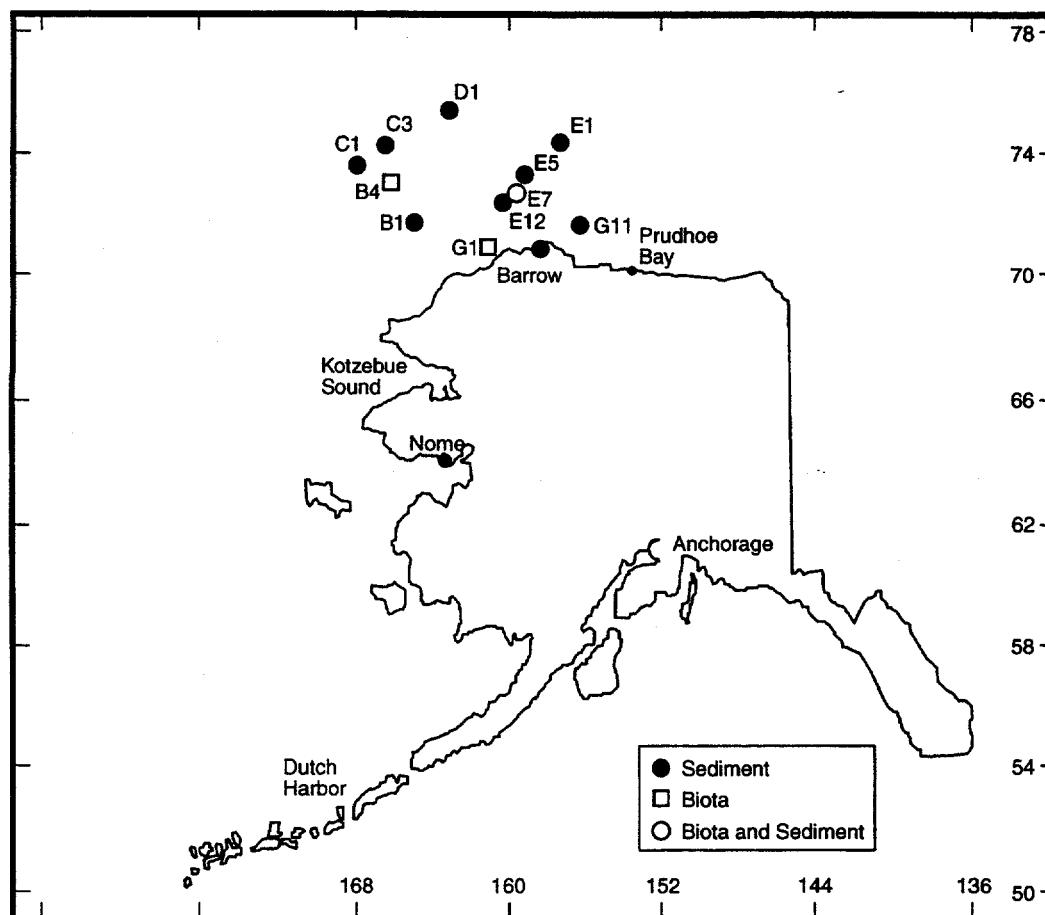 78
D1
C3
E1
C1
74
E5
B4
E7
B1
E12
G11
G1
Prudhoe
Bay
Barrow
70
Kotzebue
Sound
66
Nome
62
Anchorage
58
Dutch
Harbor
54
Sediment
Biota
Biota and Sediment
168
160
152
144
136
50